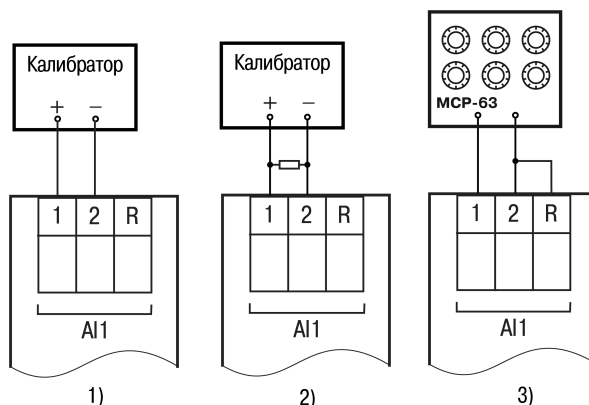 Калибратор
+ −
1 2 R
AI1
1)
Калибратор
+ −
1 2 R
AI1
2)
МСР-63
1 2 R
AI1
3)